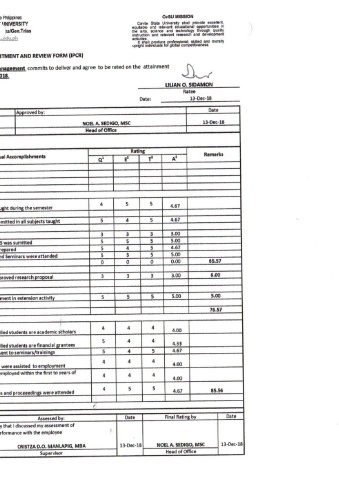 CvSU MISSION
Philippines
UNIVERSITY
Cavite State University shall provide excellent,
equitable and relevant educational opportunities in
the arts, science and technology through quality
instruction and relevant research and development
activities.
It shall produce professional, skilled and morally
upright individuals for global competitiveness.
ITMENT AND REVIEW FORM (IPCR)
nagement commits to deliver and agree to be rated on the attainment
2018.
LILIAN O. SIDAMON
Ratee
Date: 13-Dec-18
Approved by: Date
NOEL A. SEDIGO, MSC 13-Dec-18
Head of Office
ual Accomplishments Rating Remarks
Q¹ E² T³ A⁴
ught during the semester 4 5 5 4.67
mitted in all subjects taught 5 4 5 4.67
3 3 3 3.00
was sumitted 5 5 5 5.00
repared 5 4 5 4.67
nd Seminars were attended 5 5 5 5.00
0 0 0 0.00 65.57
proved research proposal 3 3 3 3.00 6.00
ement in extension activity 5 5 5 5.00 5.00
76.57
lled students are academic scholars 4 4 4 4.00
lled students are financial grantees 5 4 4 4.33
sent to seminars/trainings 5 4 5 4.67
were assisted to employment 4 4 4 4.00
employed within the first to years of 4 4 4 4.00
s and proceedings were attended 4 5 5 4.67 85.56
Assessed by: Date Final Rating by Date
y that I discussed my assessment of
rformance with the employee
CRISTZA D.O. MANLAPIG, MBA 13-Dec-18 NOEL A. SEDIGO, MSC 13-Dec-18
Supervisor Head of Office